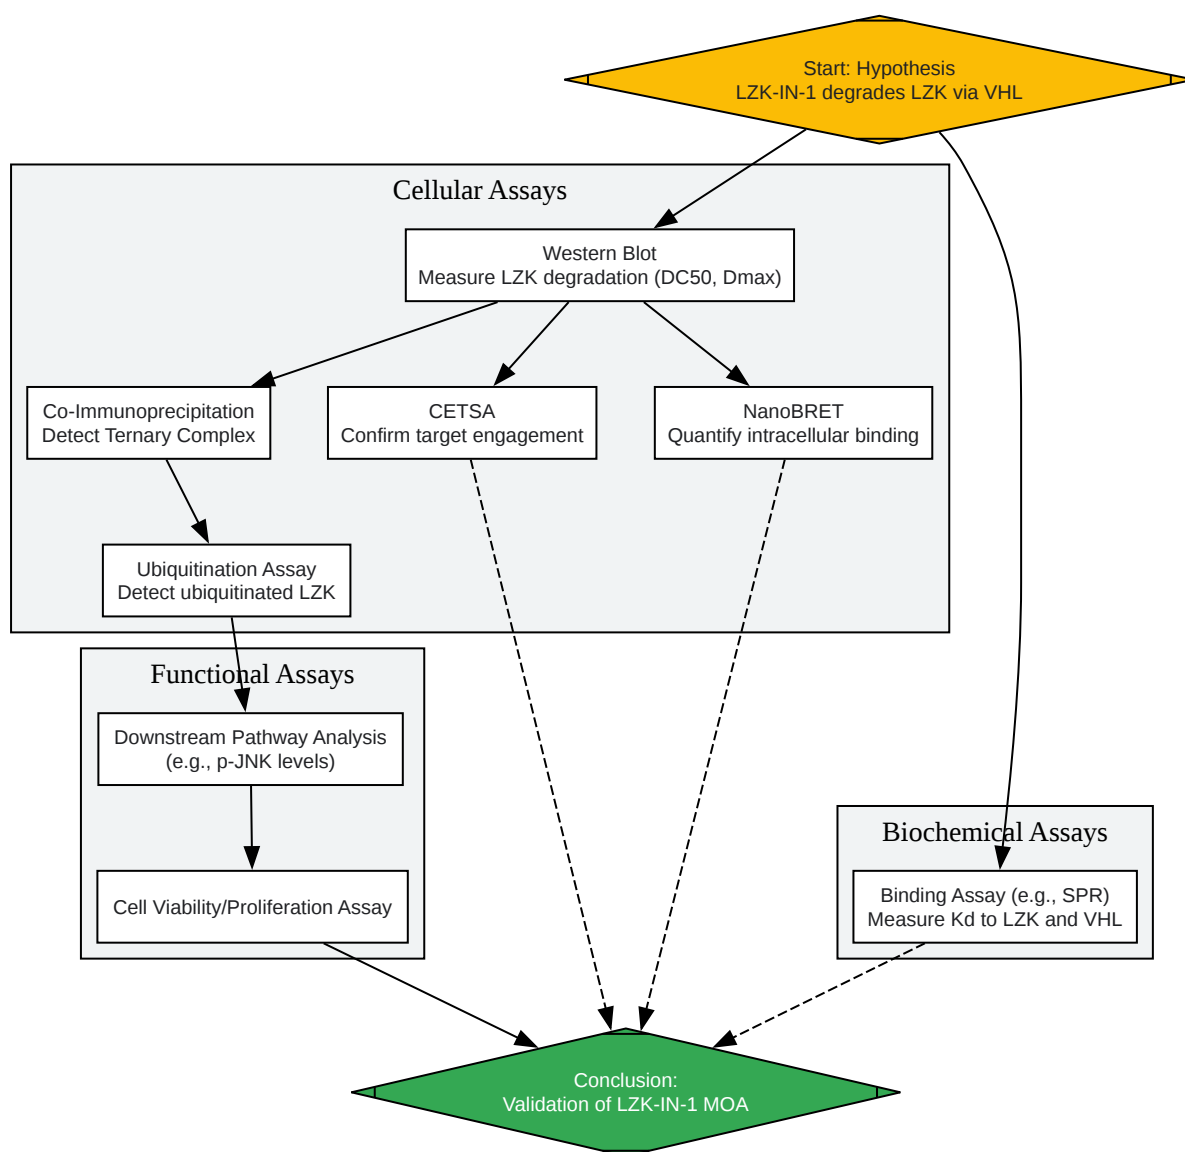 Start: Hypothesis
LZK-IN-1 degrades LZK via VHL
Cellular Assays
Western Blot
Measure LZK degradation (DC50, Dmax)
Co-Immunoprecipitation
Detect Ternary Complex
CETSA
Confirm target engagement
NanoBRET
Quantify intracellular binding
Ubiquitination Assay
Detect ubiquitinated LZK
Functional Assays
Downstream Pathway Analysis
(e.g., p-JNK levels)
Cell Viability/Proliferation Assay
Biochemical Assays
Binding Assay (e.g., SPR)
Measure Kd to LZK and VHL
Conclusion:
Validation of LZK-IN-1 MOA